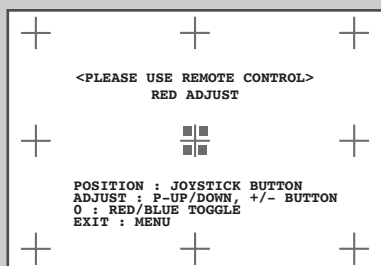 <PLEASE USE REMOTE CONTROL>
RED ADJUST
POSITION : JOYSTICK BUTTON
ADJUST : P-UP/DOWN, +/- BUTTON
0 : RED/BLUE TOGGLE
EXIT : MENU